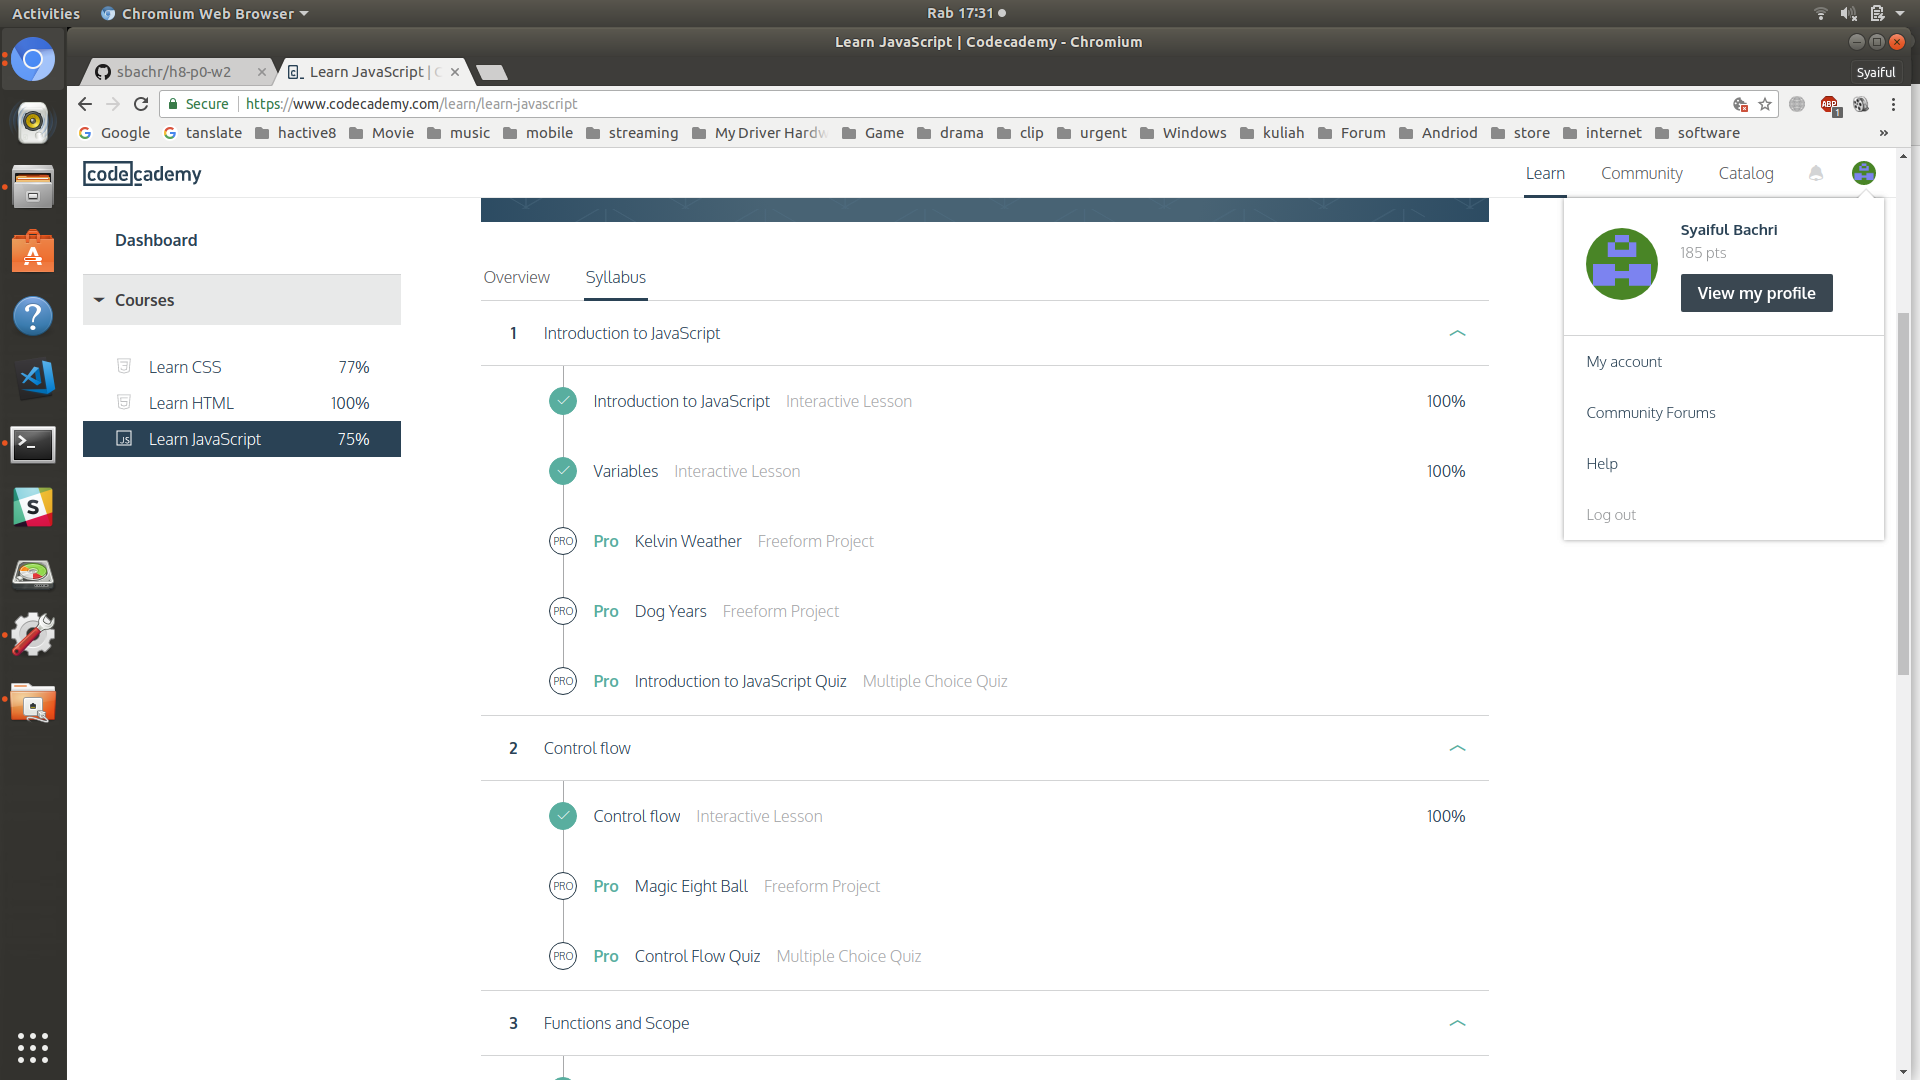 Activities
Chromium Web Browser
Rab 17:31
Learn JavaScript | Codecademy - Chromium
sbachr/h8-p0-w2
Learn JavaScript |
Syaiful
Secure
https://www.codecademy.com/learn/learn-javascript
ABP
1
Google
tanslate
hactive8
Movie
music
mobile
streaming
My Driver Hardw
Game
drama
clip
urgent
Windows
kuliah
Forum
Andriod
store
internet
software
»
codecademy
Learn
Community
Catalog
Dashboard
Courses
Learn CSS 77%
Learn HTML 100%
JS Learn JavaScript 75%
Overview
Syllabus
1 Introduction to JavaScript
Introduction to JavaScript Interactive Lesson 100%
Variables Interactive Lesson 100%
PRO Pro Kelvin Weather Freeform Project
PRO Pro Dog Years Freeform Project
PRO Pro Introduction to JavaScript Quiz Multiple Choice Quiz
2 Control flow
Control flow Interactive Lesson 100%
PRO Pro Magic Eight Ball Freeform Project
PRO Pro Control Flow Quiz Multiple Choice Quiz
3 Functions and Scope
Syaiful Bachri
185 pts
View my profile
My account
Community Forums
Help
Log out